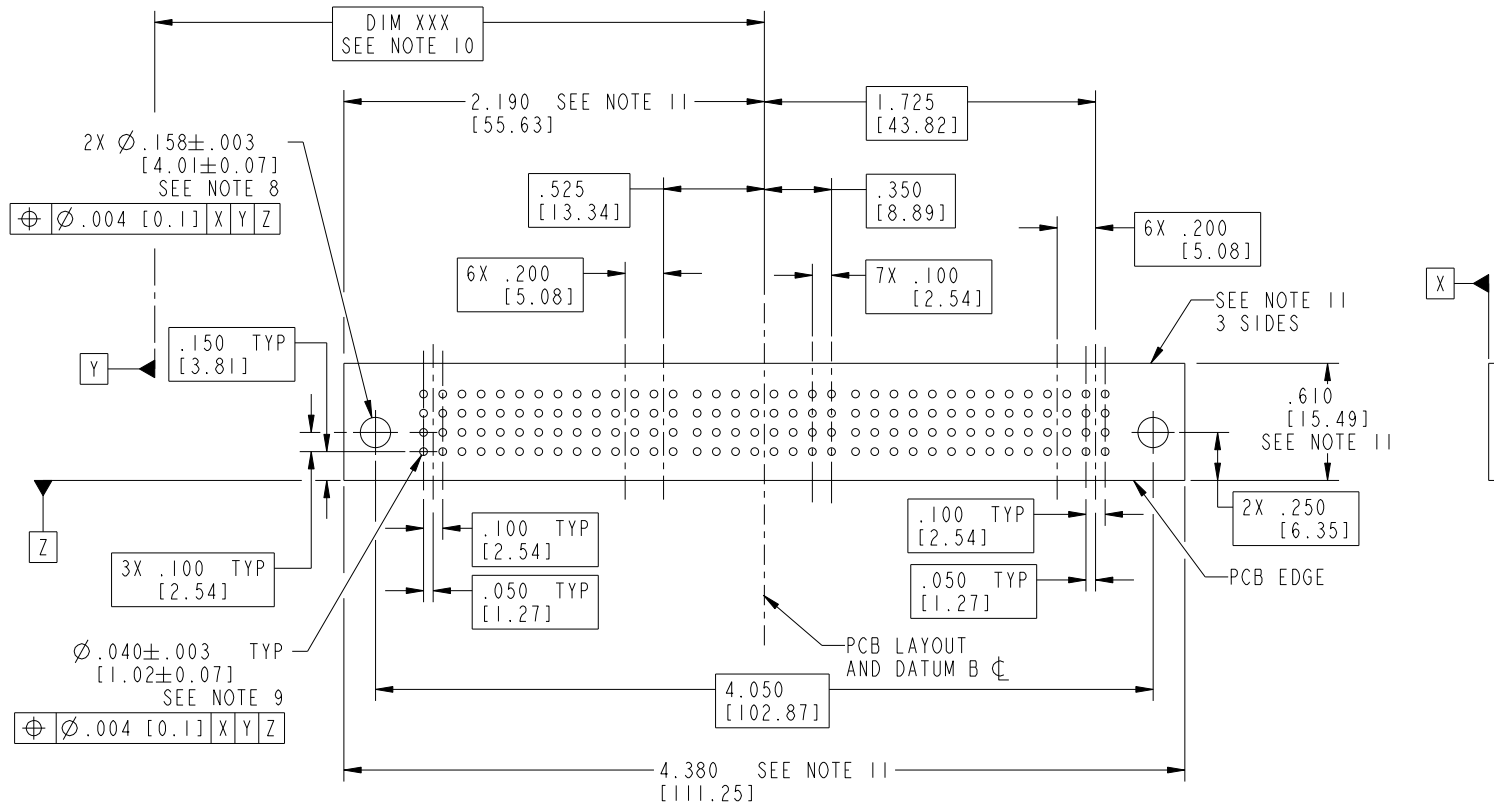 DIM XXX
SEE NOTE 10
2.190 SEE NOTE 11
[55.63]
1.725
[43.82]
2X Ø.158±.003
[4.01±0.07]
SEE NOTE 8
⌖ Ø.004 [0.1] X Y Z
.525
[13.34]
.350
[8.89]
6X .200
[5.08]
6X .200
[5.08]
7X .100
[2.54]
X
SEE NOTE 11
3 SIDES
.150 TYP
[3.81]
Y
.610
[15.49]
SEE NOTE 11
Z
.100 TYP
[2.54]
.100 TYP
[2.54]
2X .250
[6.35]
3X .100 TYP
[2.54]
.050 TYP
[1.27]
.050 TYP
[1.27]
PCB EDGE
Ø.040±.003 TYP
[1.02±0.07]
SEE NOTE 9
⌖ Ø.004 [0.1] X Y Z
PCB LAYOUT
AND DATUM B ℄
4.050
[102.87]
4.380 SEE NOTE 11
[111.25]